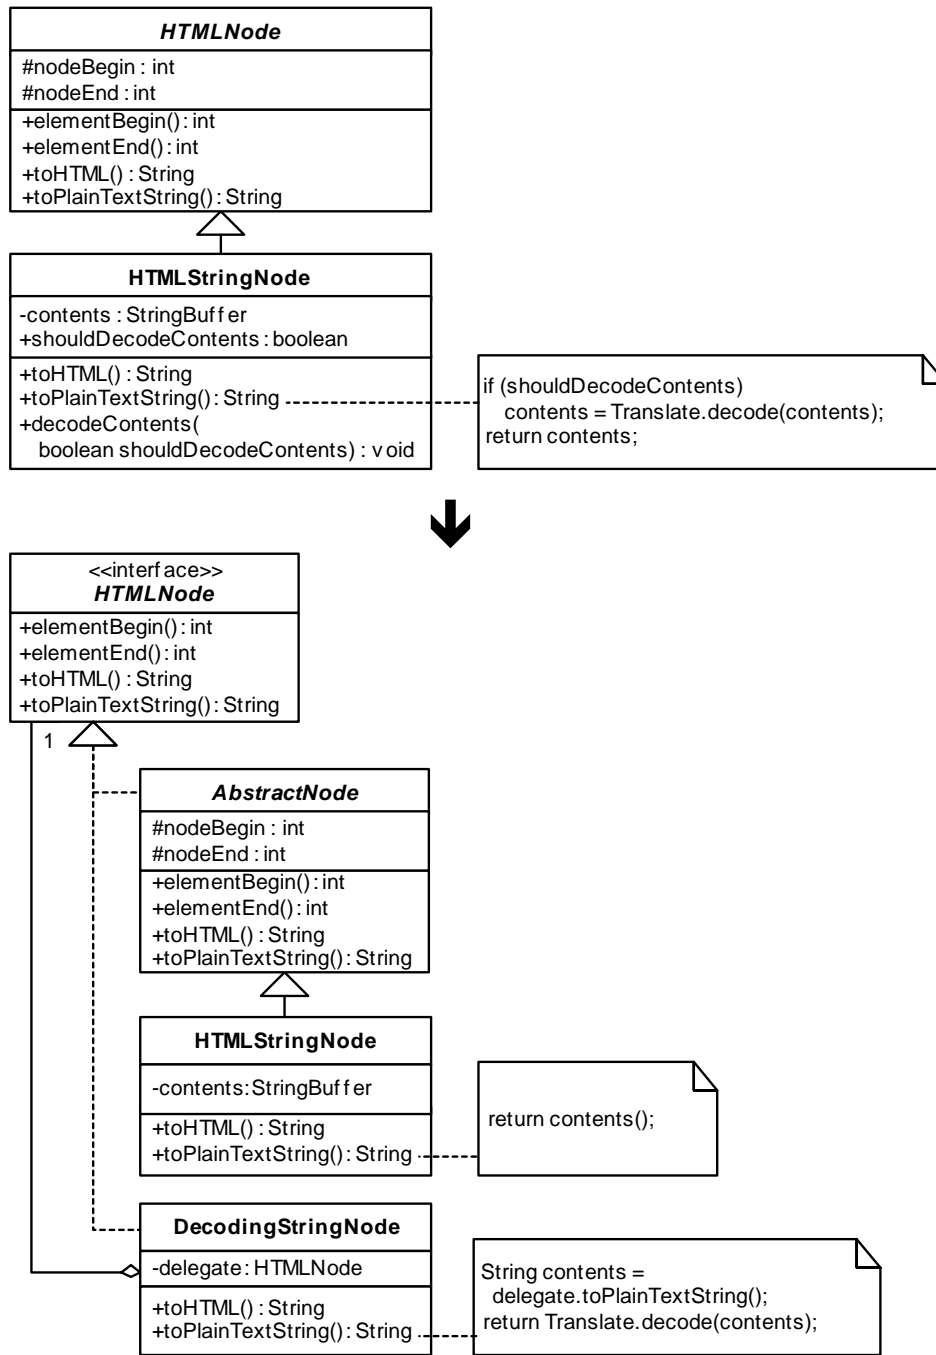 HTMLNode
#nodeBegin : int
#nodeEnd : int
+elementBegin() : int
+elementEnd() : int
+toHTML() : String
+toPlainTextString() : String
HTMLStringNode
-contents : StringBuffer
+shouldDecodeContents : boolean
+toHTML() : String
+toPlainTextString() : String
+decodeContents(
boolean shouldDecodeContents) : void
if (shouldDecodeContents)
contents = Translate.decode(contents);
return contents;
<<interface>>
HTMLNode
+elementBegin() : int
+elementEnd() : int
+toHTML() : String
+toPlainTextString() : String
1
AbstractNode
#nodeBegin : int
#nodeEnd : int
+elementBegin() : int
+elementEnd() : int
+toHTML() : String
+toPlainTextString() : String
HTMLStringNode
-contents:StringBuffer
+toHTML() : String
+toPlainTextString() : String
return contents();
DecodingStringNode
-delegate : HTMLNode
+toHTML() : String
+toPlainTextString() : String
String contents =
delegate.toPlainTextString();
return Translate.decode(contents);